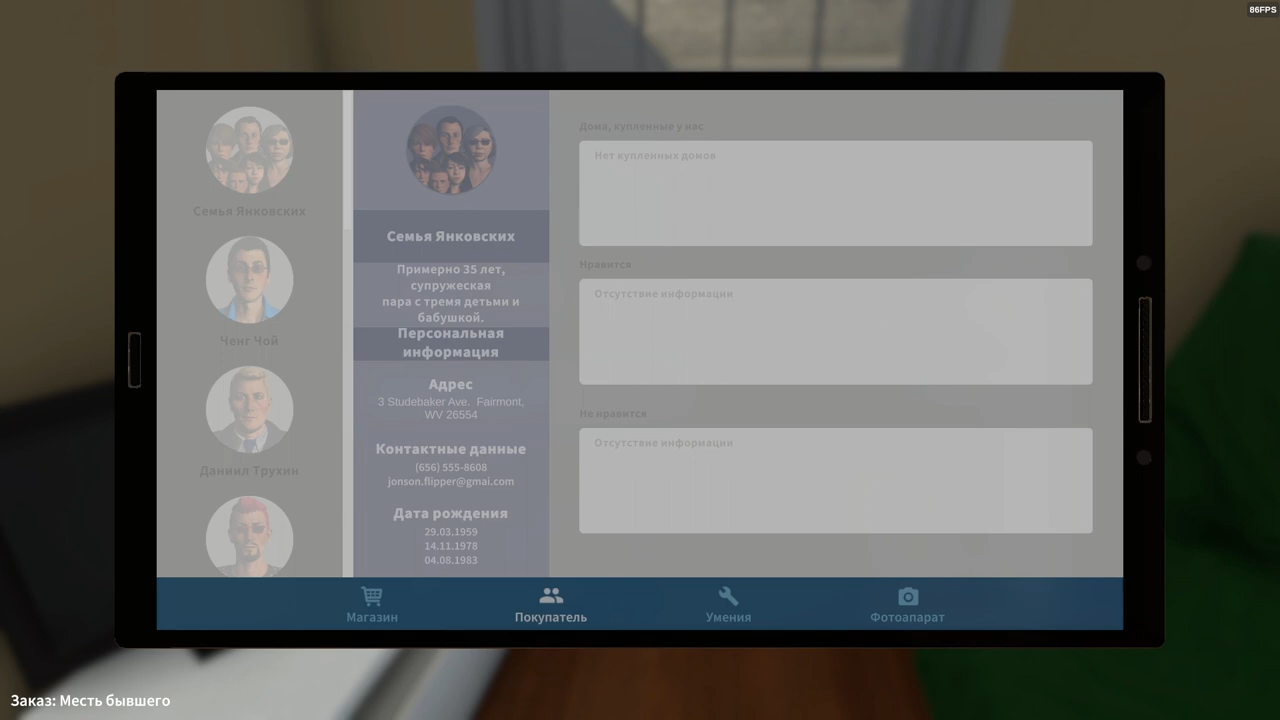 86FPS
Семья Янковских
Ченг Чой
Даниил Трухин
Семья Янковских
Примерно 35 лет,
супружеская
пара с тремя детьми и
бабушкой.
Персональная
информация
Адрес
3 Studebaker Ave. Fairmont,
WV 26554
Контактные данные
(656) 555-8608
jonson.flipper@gmai.com
Дата рождения
29.03.1959
14.11.1978
04.08.1983
Дома, купленные у нас
Нет купленных домов
Нравится
Отсутствие информации
Не нравится
Отсутствие информации
Магазин
Покупатель
Умения
Фотоаппарат
Заказ: Месть бывшего